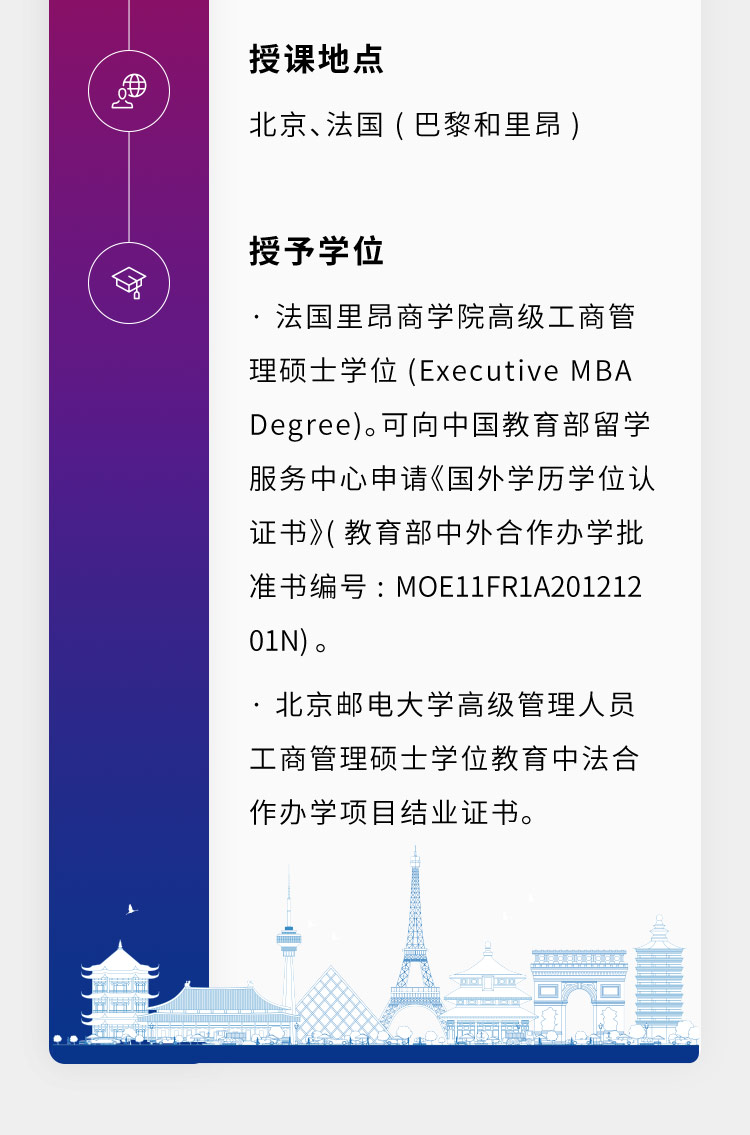 授课地点
北京、法国 ( 巴黎和里昂 )
授予学位
· 法国里昂商学院高级工商管
理硕士学位 (Executive MBA
Degree)。可向中国教育部留学
服务中心申请《国外学历学位认
证书》( 教育部中外合作办学批
准书编号 : MOE11FR1A201212
01N) 。
· 北京邮电大学高级管理人员
工商管理硕士学位教育中法合
作办学项目结业证书。